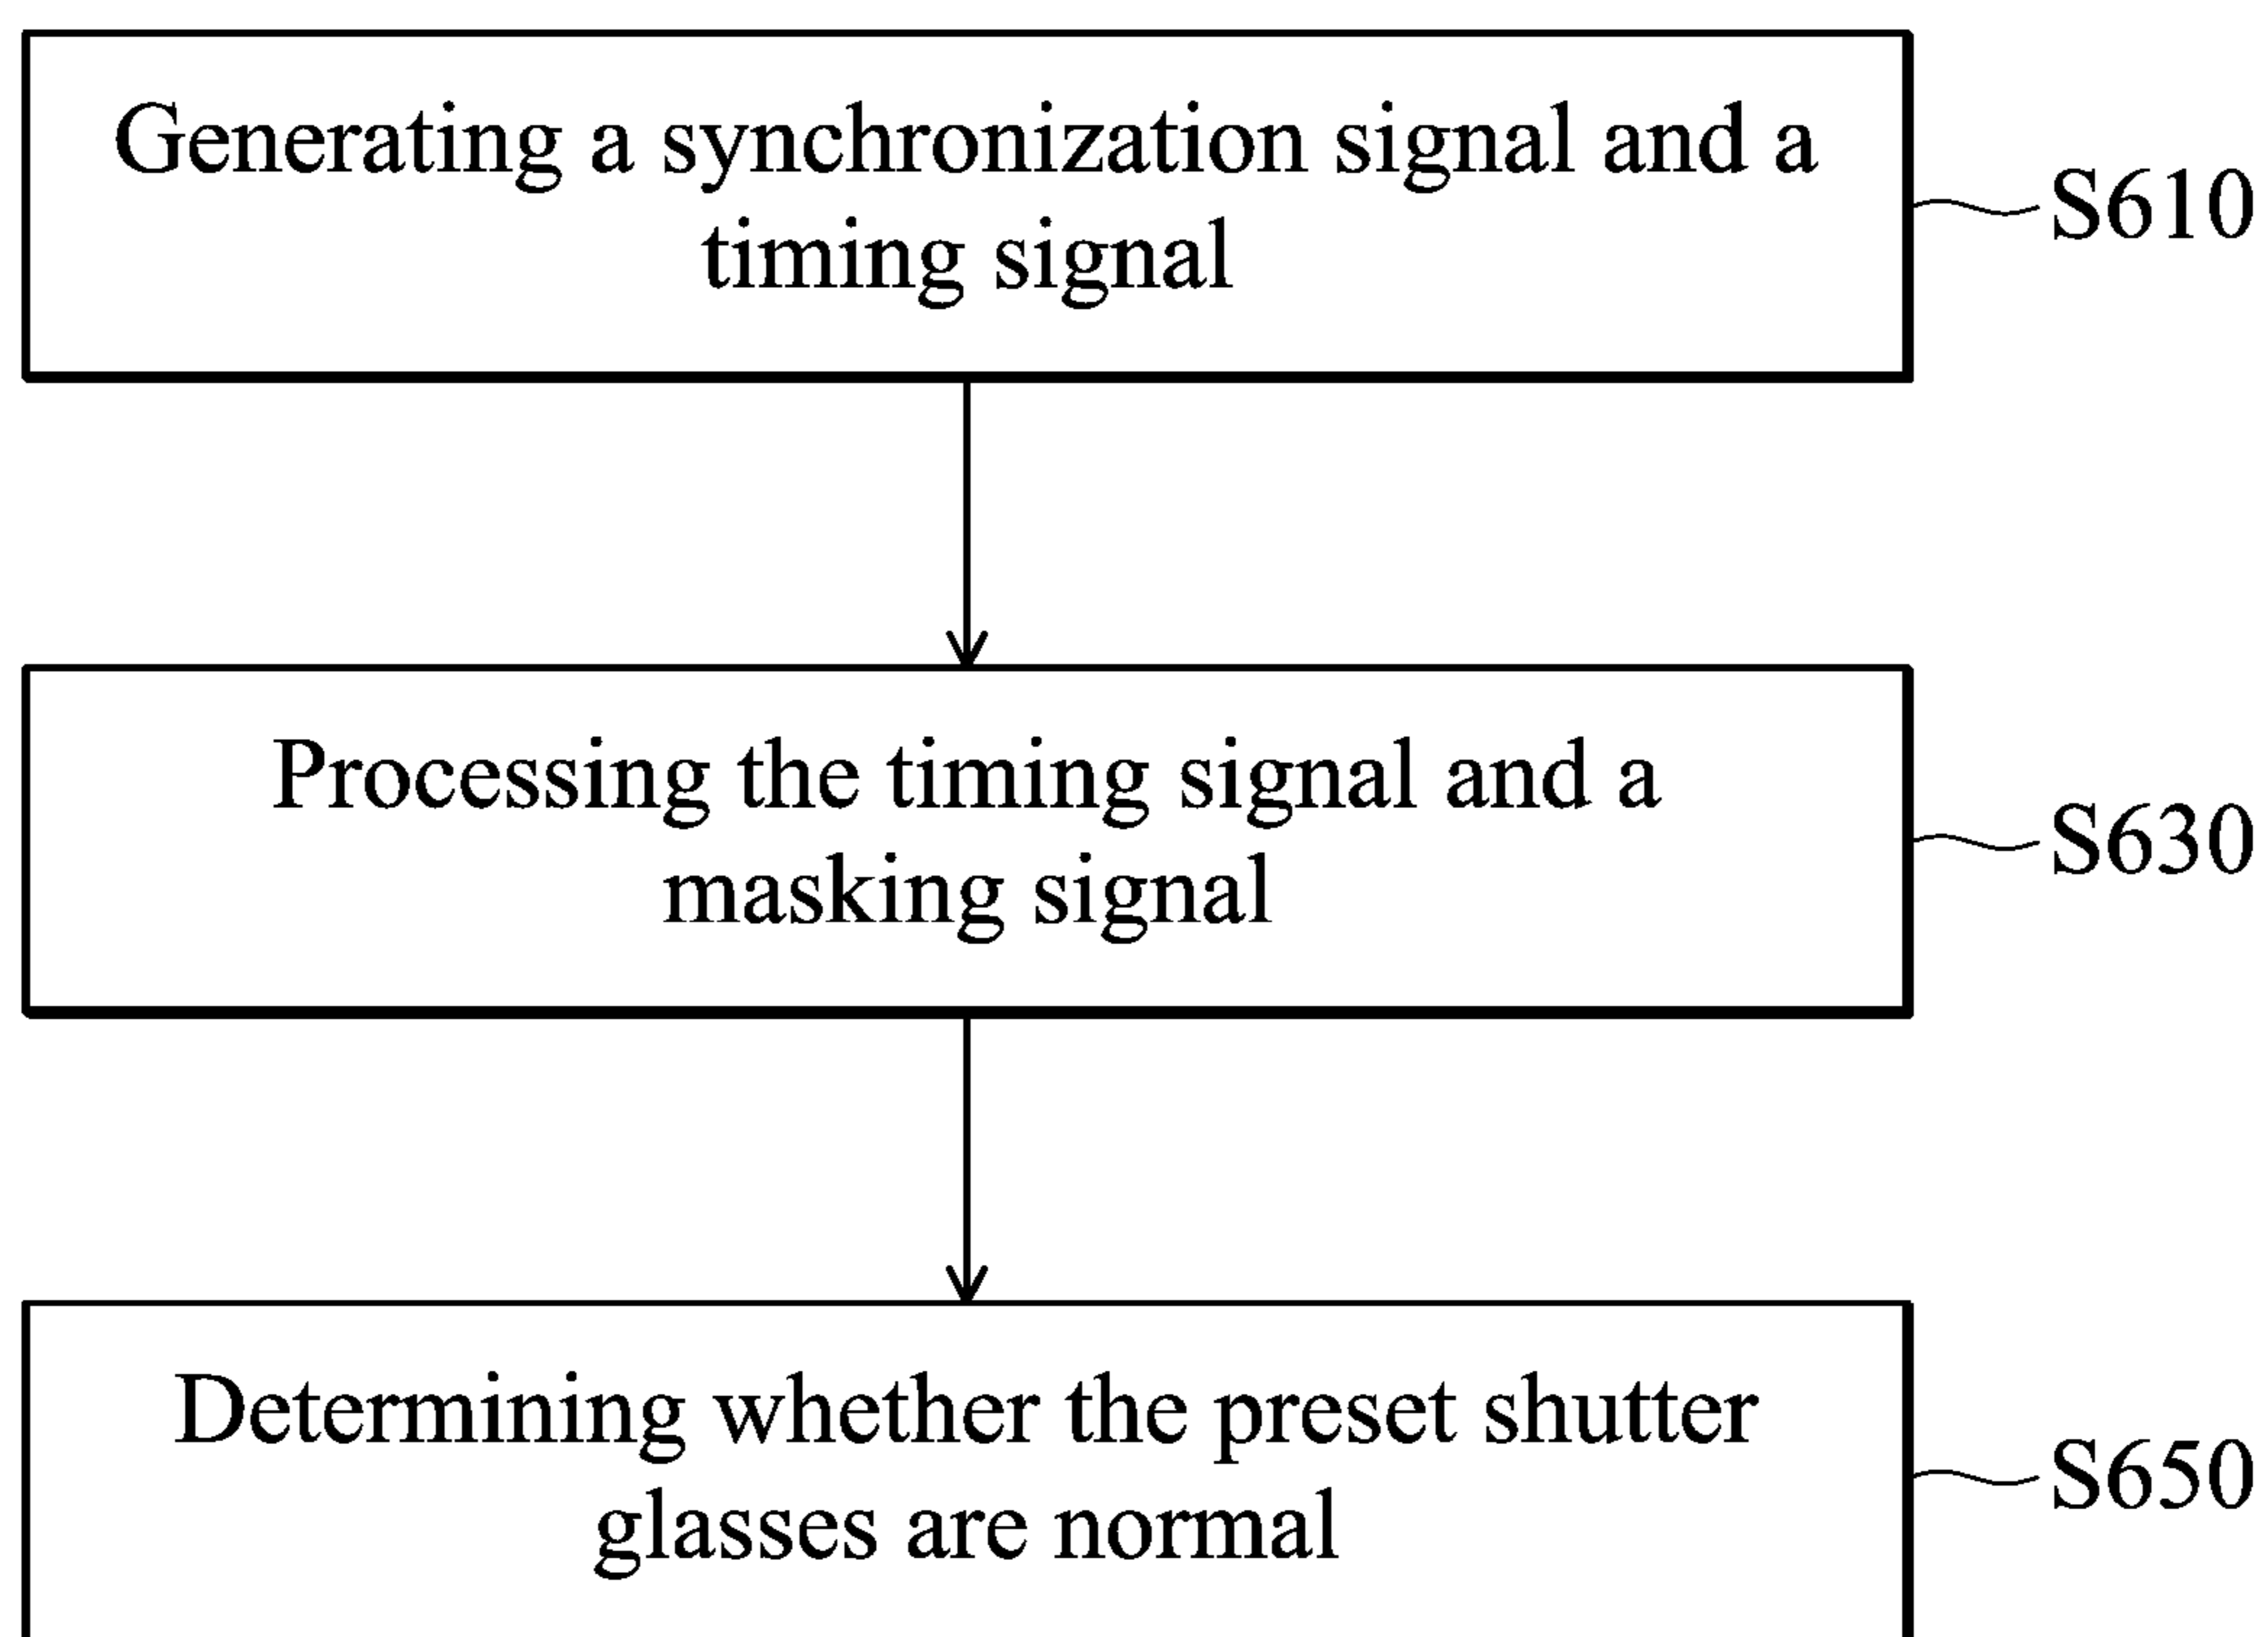 Generating a synchronization signal and a
timing signal
S610
Processing the timing signal and a
masking signal
S630
Determining whether the preset shutter
glasses are normal
S650